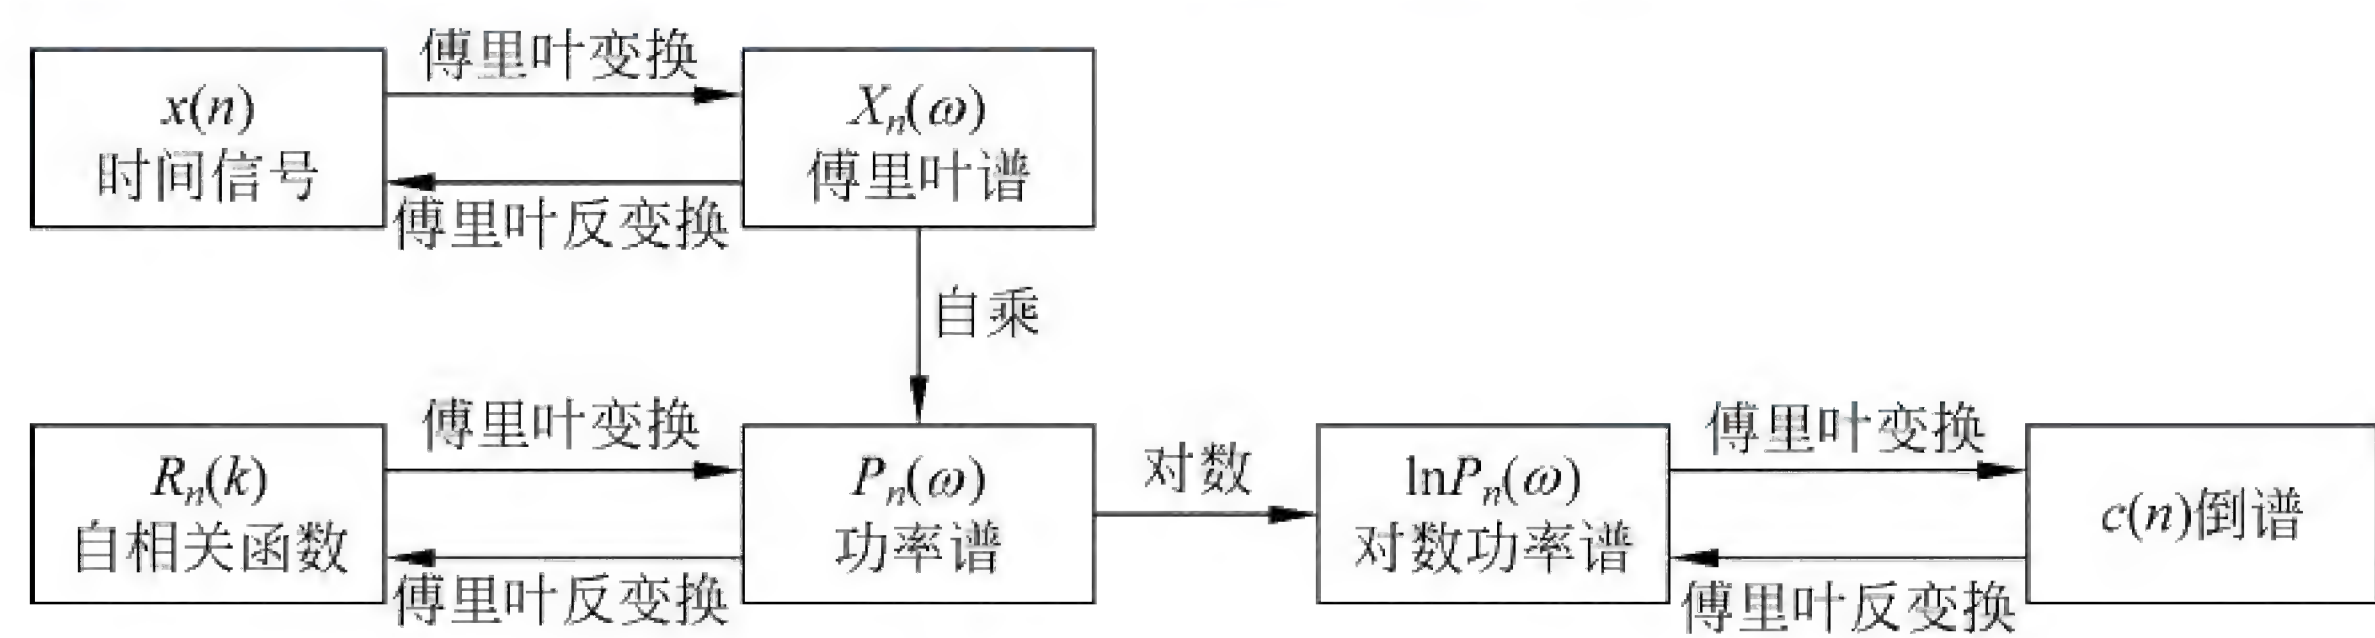 傅里叶变换
x(n)
时间信号
X_n(ω)
傅里叶谱
傅里叶反变换
自乘
傅里叶变换
R_n(k)
自相关函数
P_n(ω)
功率谱
傅里叶反变换
对数
lnP_n(ω)
对数功率谱
傅里叶变换
c(n)倒谱
傅里叶反变换